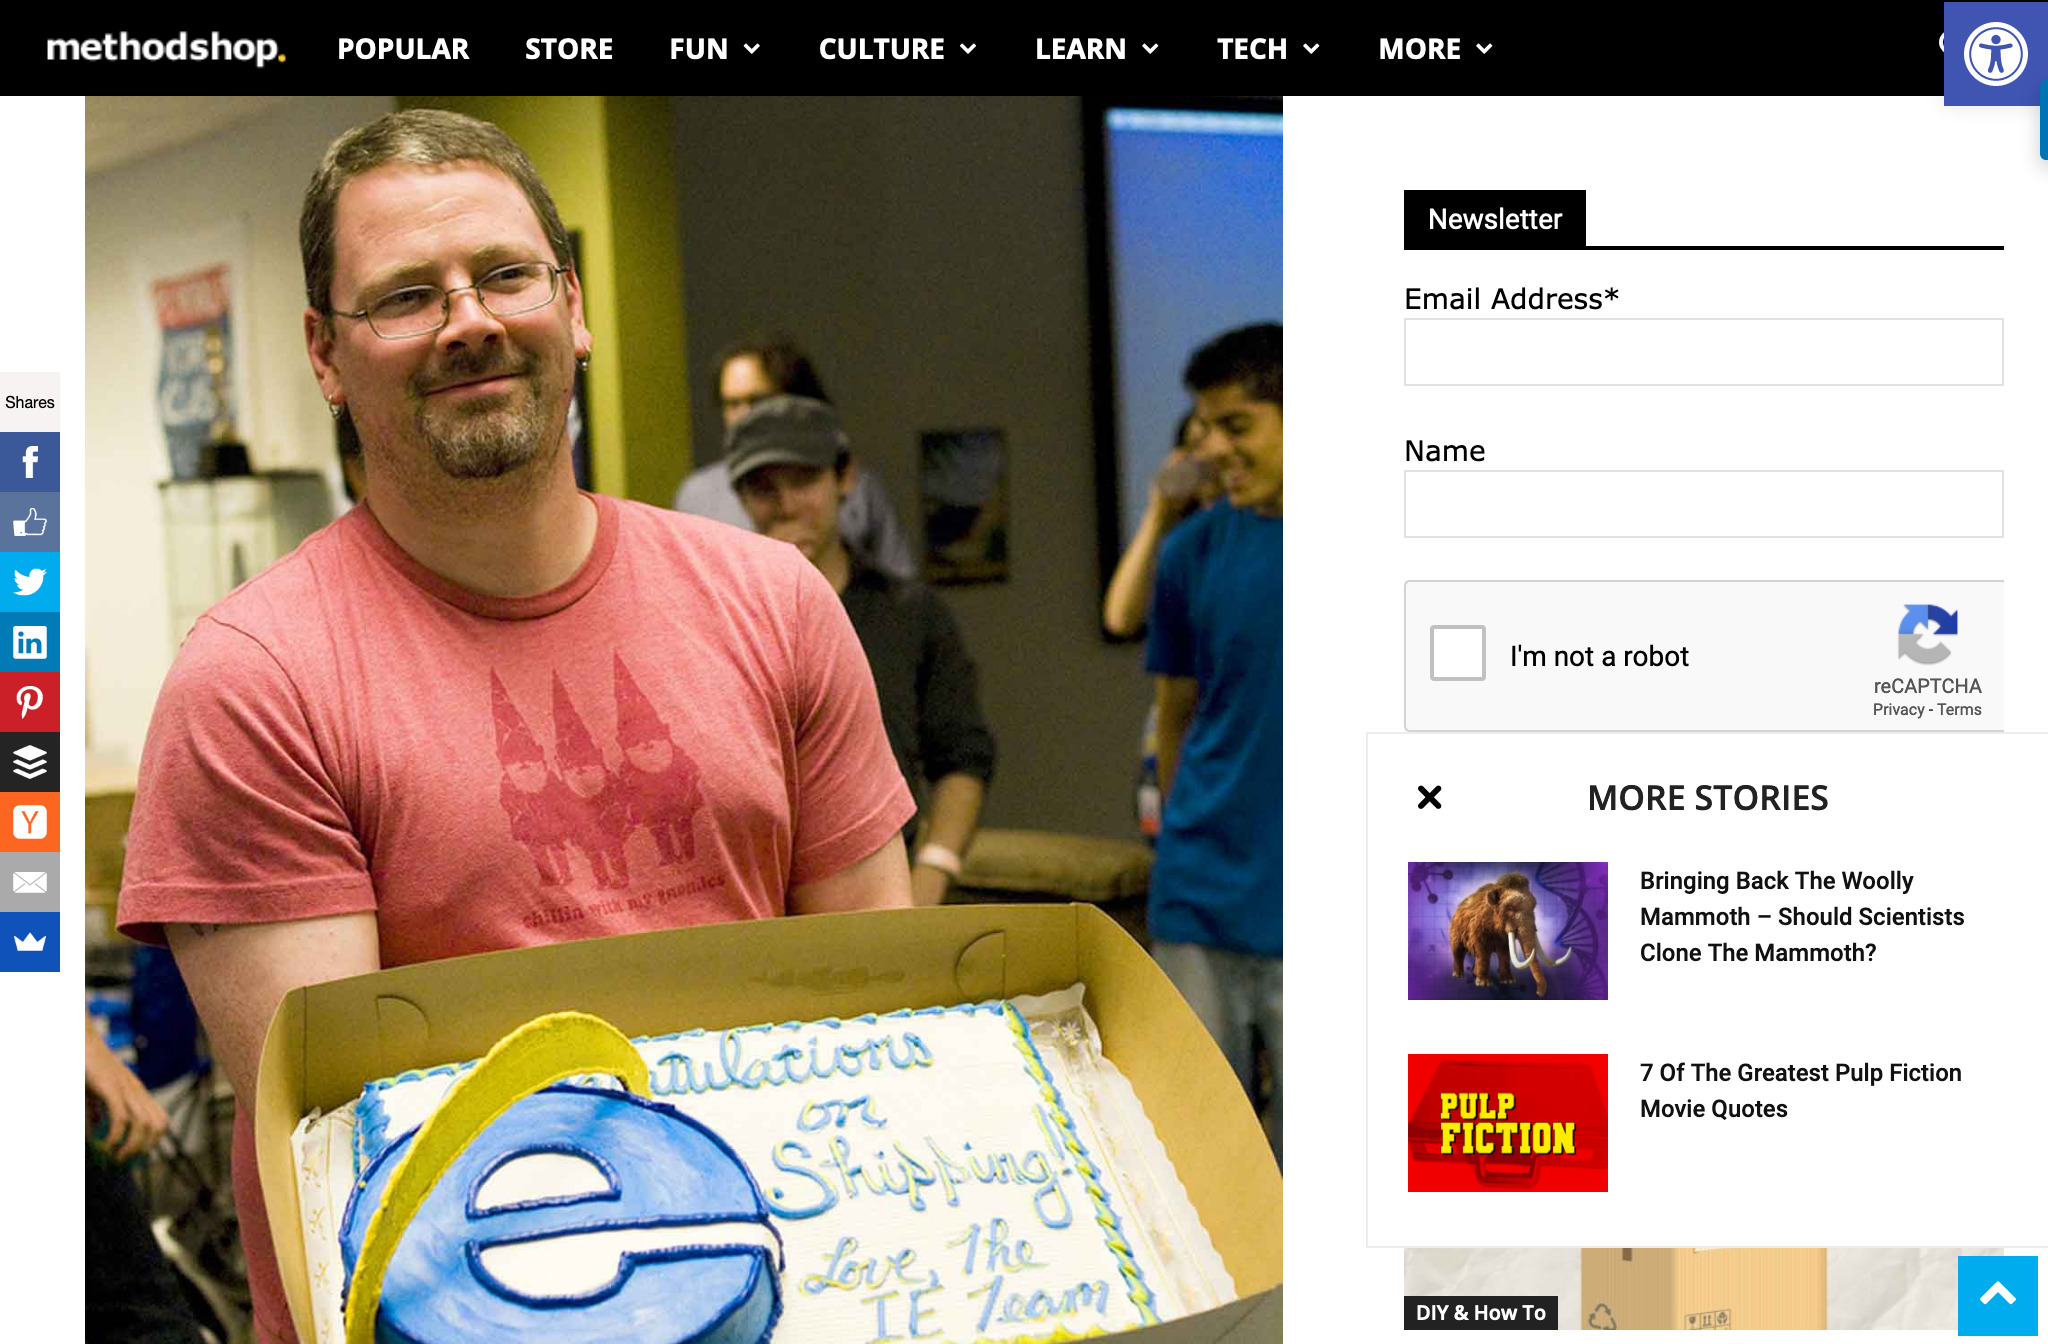 methodshop.
POPULAR
STORE
FUN
CULTURE
LEARN
TECH
MORE
Shares
chillin with my gnomies
tulations
on
Shipping!
Love, The
IE Team
Newsletter
Email Address*
Name
I'm not a robot
reCAPTCHA
Privacy - Terms
MORE STORIES
Bringing Back The Woolly
Mammoth – Should Scientists
Clone The Mammoth?
PULP
FICTION
7 Of The Greatest Pulp Fiction
Movie Quotes
DIY & How To